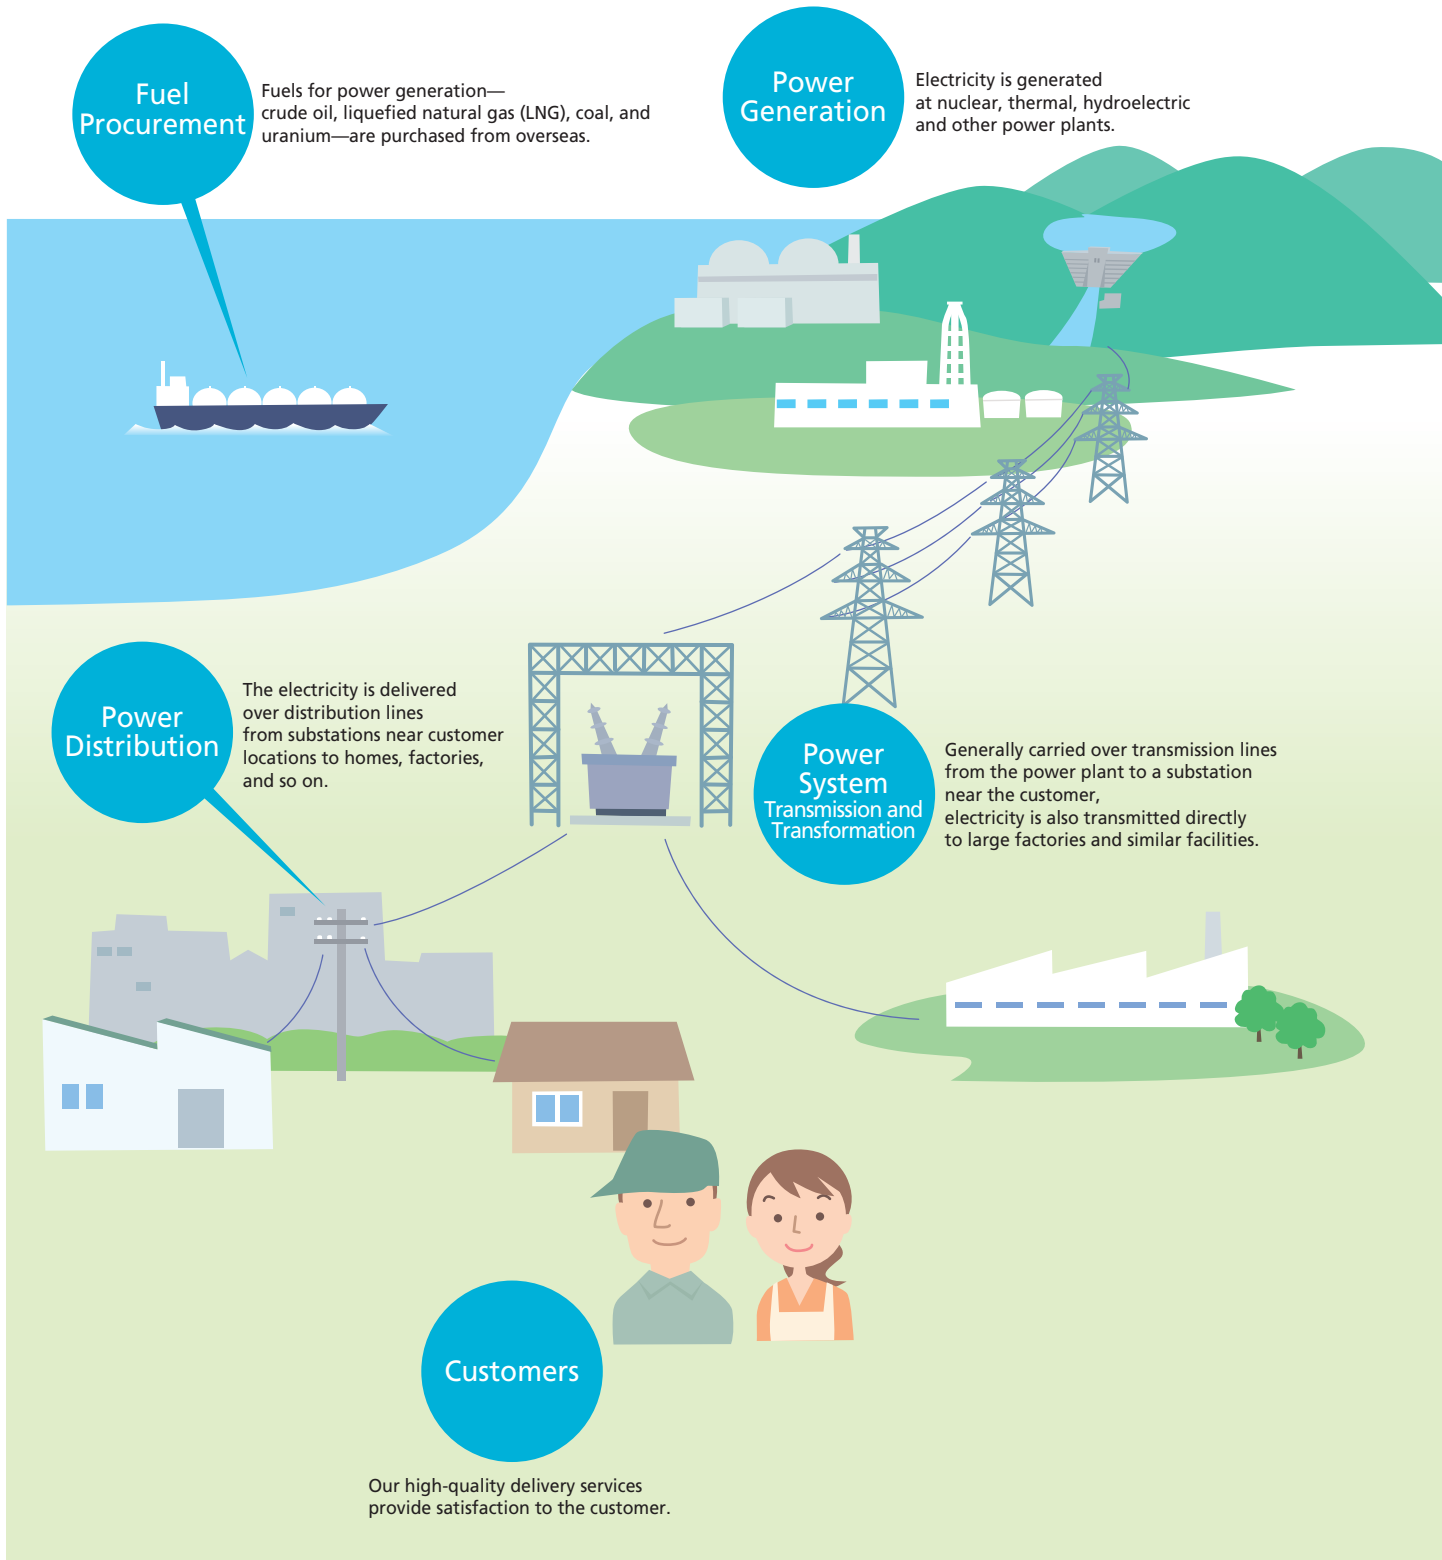 Fuel
Procurement
Fuels for power generation—
crude oil, liquefied natural gas (LNG), coal, and
uranium—are purchased from overseas.
Power
Generation
Electricity is generated
at nuclear, thermal, hydroelectric
and other power plants.
Power
Distribution
The electricity is delivered
over distribution lines
from substations near customer
locations to homes, factories,
and so on.
Power
System
Transmission and
Transformation
Generally carried over transmission lines
from the power plant to a substation
near the customer,
electricity is also transmitted directly
to large factories and similar facilities.
Customers
Our high-quality delivery services
provide satisfaction to the customer.